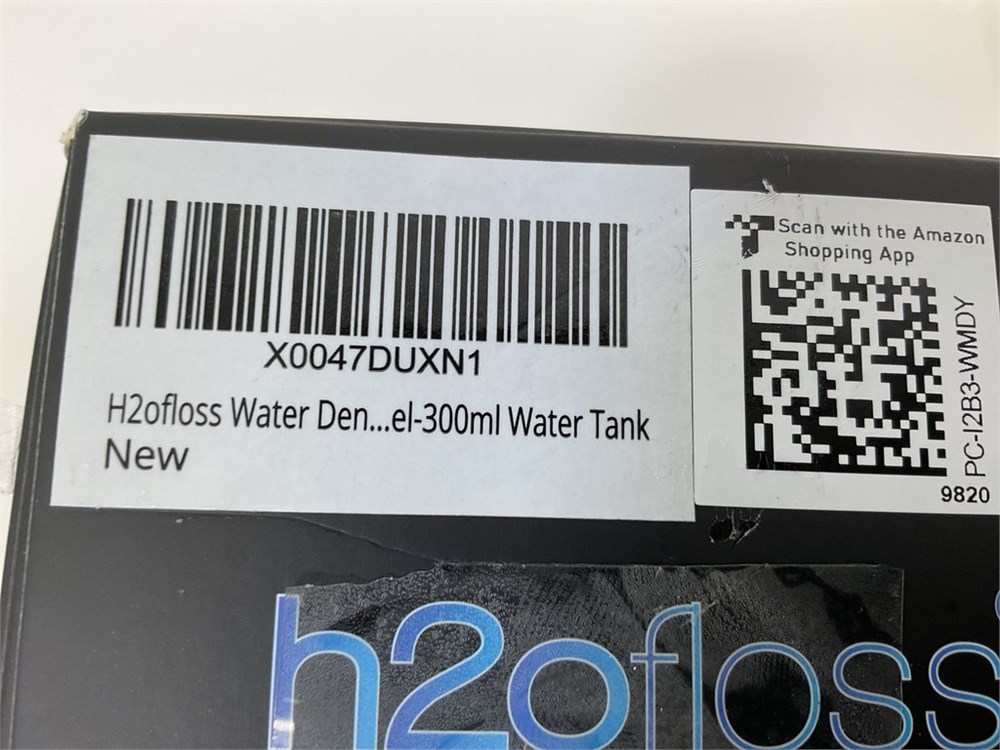 X0047DUXN1
H2ofloss Water Den...el-300ml Water Tank
New
Scan with the Amazon
Shopping App
PC-I2B3-WMDY
9820
h2ofloss